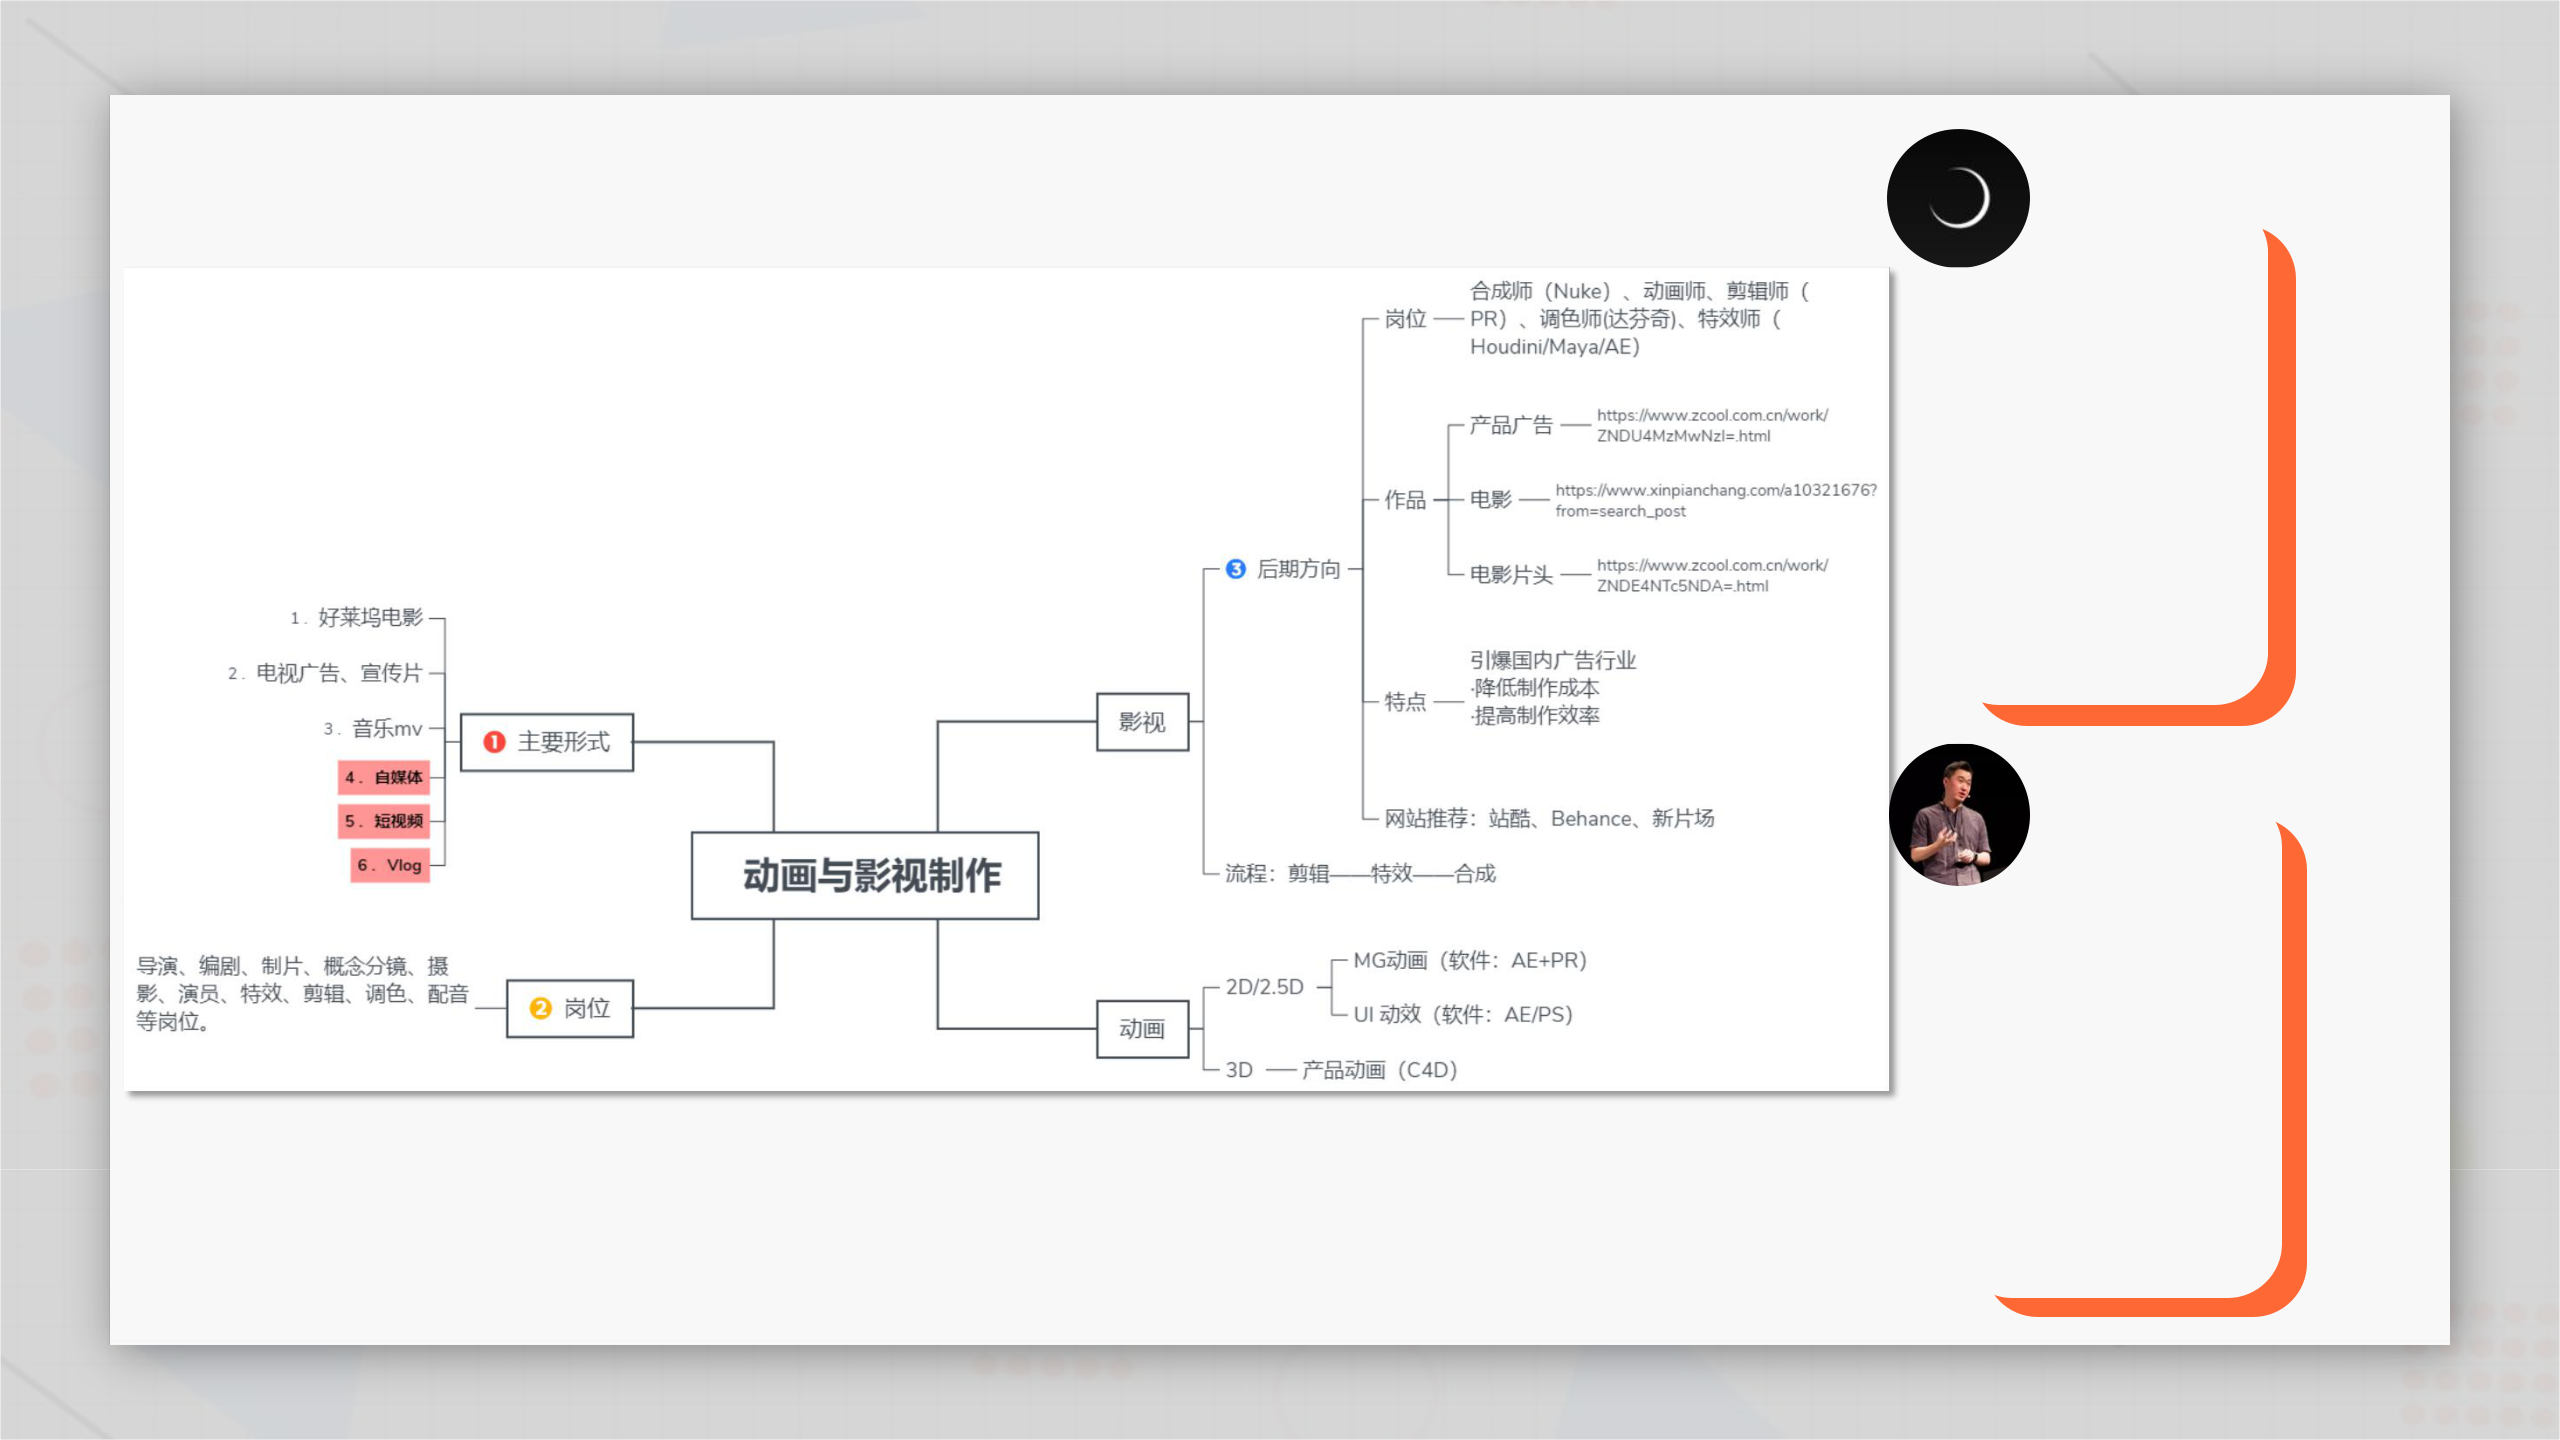 动画与影视制作
❶ 主要形式
1. 好莱坞电影
2. 电视广告、宣传片
3. 音乐mv
4. 自媒体
5. 短视频
6. Vlog
❷ 岗位
导演、编剧、制片、概念分镜、摄
影、演员、特效、剪辑、调色、配音
等岗位。
影视
❸ 后期方向
岗位
合成师（Nuke）、动画师、剪辑师（
PR）、调色师(达芬奇)、特效师（
Houdini/Maya/AE)
作品
产品广告
https://www.zcool.com.cn/work/
ZNDU4MzMwNzI=.html
电影
https://www.xinpianchang.com/a10321676?
from=search_post
电影片头
https://www.zcool.com.cn/work/
ZNDE4NTc5NDA=.html
特点
引爆国内广告行业
·降低制作成本
·提高制作效率
网站推荐：站酷、Behance、新片场
流程：剪辑——特效——合成
动画
2D/2.5D
MG动画（软件：AE+PR）
UI 动效（软件：AE/PS）
3D
产品动画（C4D）